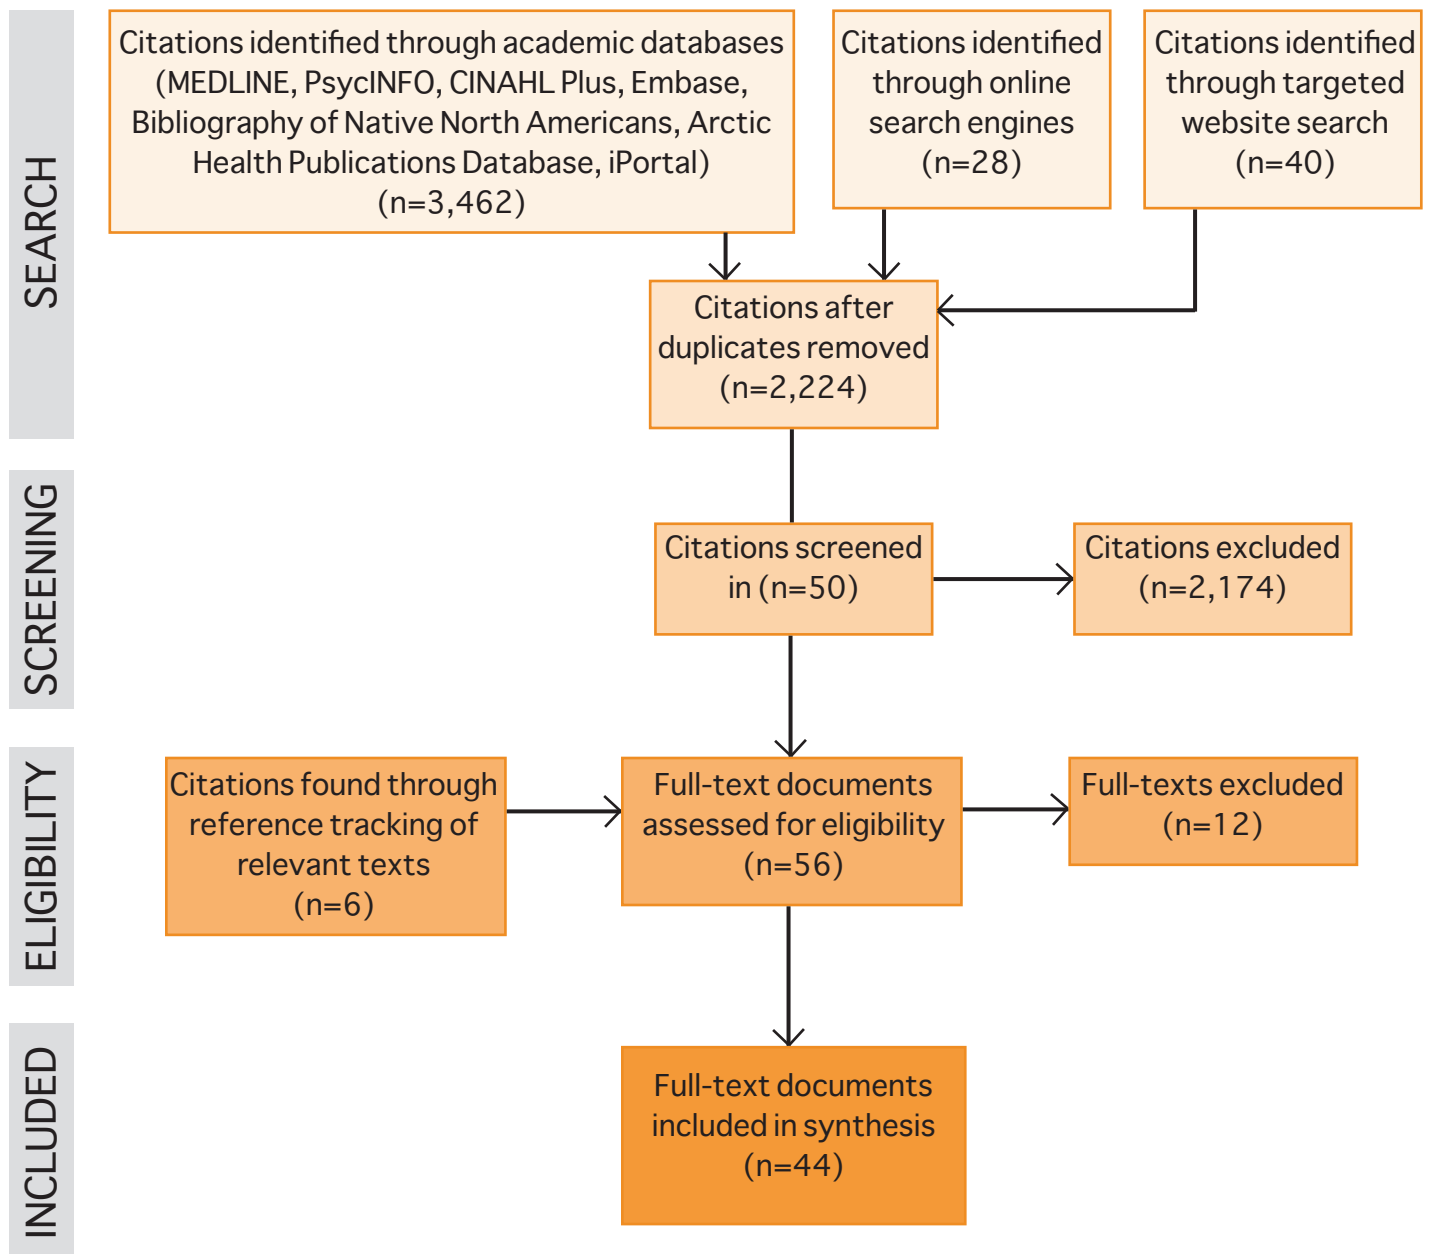 SEARCH
Citations identified through academic databases
(MEDLINE, PsycINFO, CINAHL Plus, Embase,
Bibliography of Native North Americans, Arctic
Health Publications Database, iPortal)
(n=3,462)
Citations identified
through online
search engines
(n=28)
Citations identified
through targeted
website search
(n=40)
Citations after
duplicates removed
(n=2,224)
SCREENING
Citations screened
in (n=50)
Citations excluded
(n=2,174)
ELIGIBILITY
Citations found through
reference tracking of
relevant texts
(n=6)
Full-text documents
assessed for eligibility
(n=56)
Full-texts excluded
(n=12)
INCLUDED
Full-text documents
included in synthesis
(n=44)